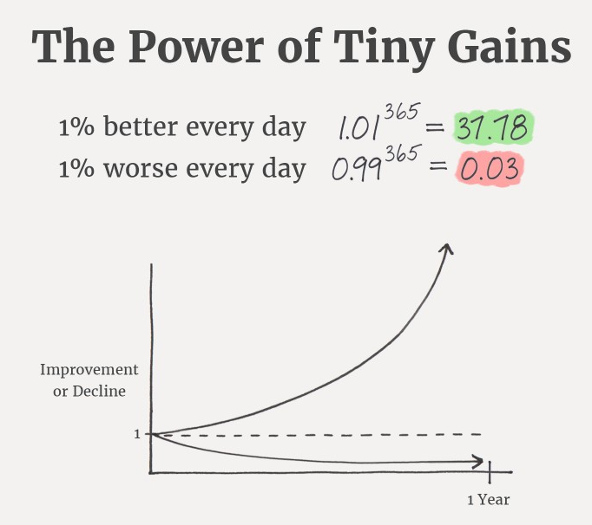 The Power of Tiny Gains
1% better every day 1.01^365 = 37.78
1% worse every day 0.99^365 = 0.03
Improvement
or Decline
1
1 Year